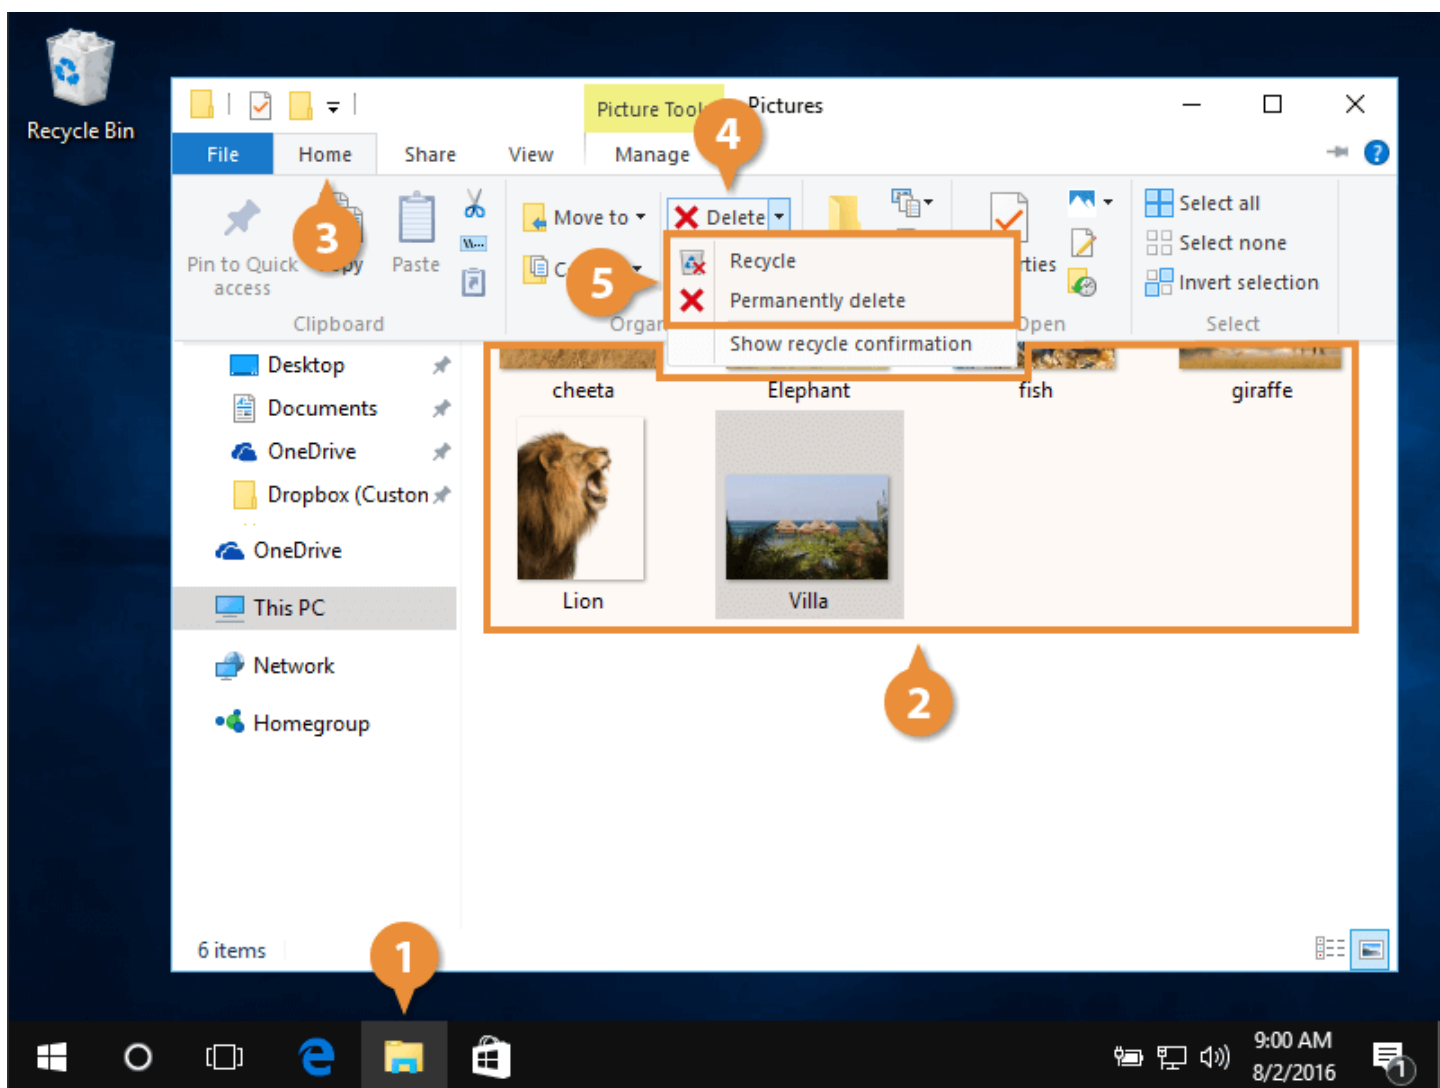 Recycle Bin
Picture Tools
Pictures
4
File
Home
Share
View
Manage
?
3
Move to
Delete
Select all
Select none
Invert selection
Pin to Quick access
Paste
5
Recycle
Permanently delete
Show recycle confirmation
Clipboard
Select
Desktop
Documents
OneDrive
Dropbox (Custon
OneDrive
This PC
Network
Homegroup
cheeta
Elephant
fish
giraffe
Lion
Villa
2
6 items
1
9:00 AM
8/2/2016
1